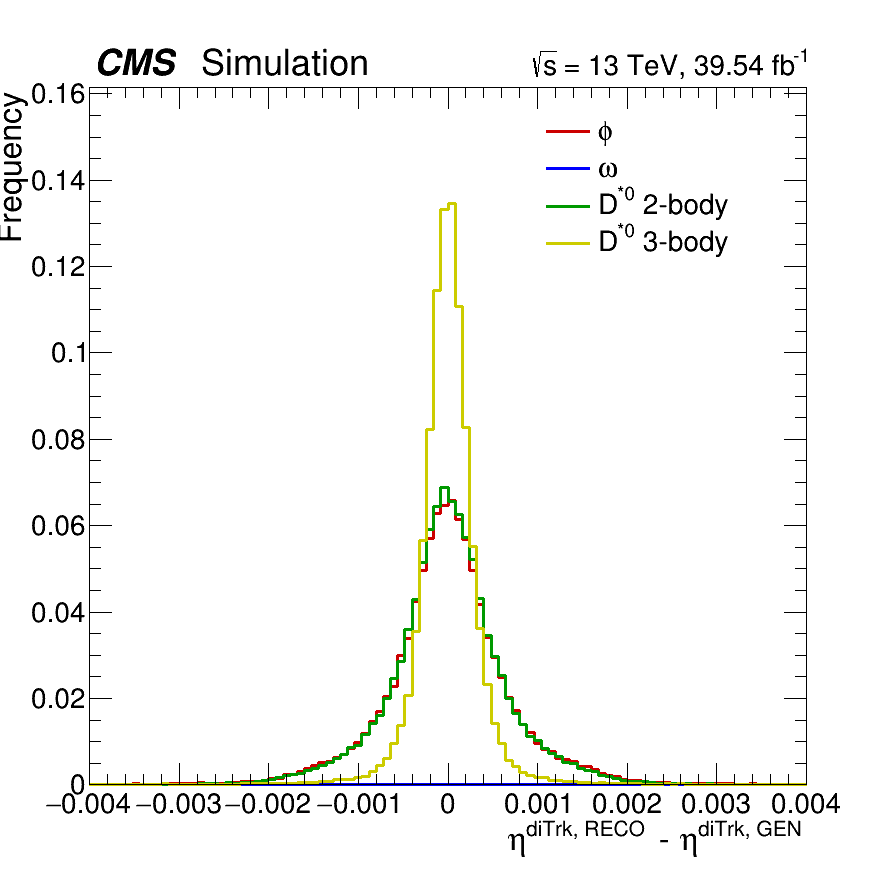 CMS Simulation
√s = 13 TeV, 39.54 fb⁻¹
Frequency
0.16
0.14
0.12
0.1
0.08
0.06
0.04
0.02
0
ϕ
ω
D*⁰ 2-body
D*⁰ 3-body
−0.004 −0.003 −0.002 −0.001 0 0.001 0.002 0.003 0.004
η^diTrk, RECO - η^diTrk, GEN